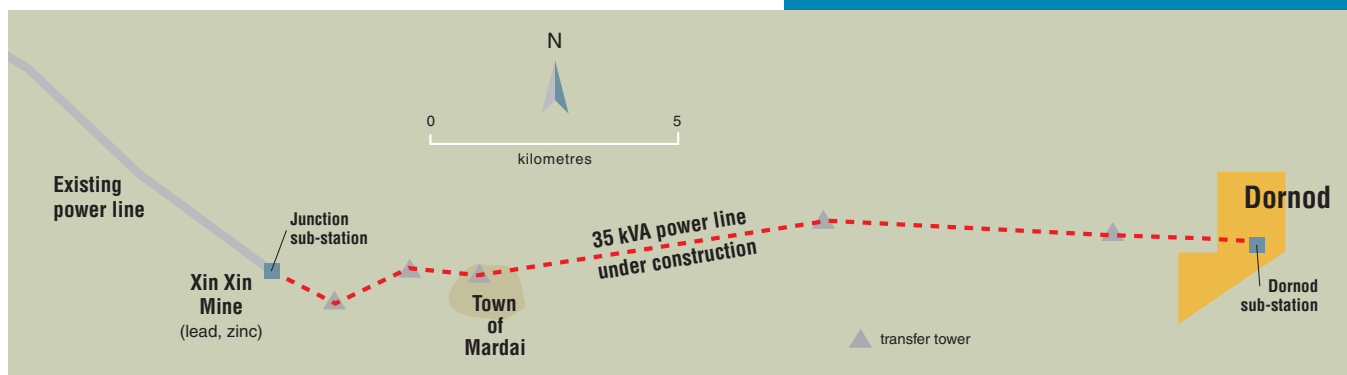 N
0 5
kilometres
Existing
power line
Junction
sub-station
Xin Xin
Mine
(lead, zinc)
Town
of
Mardai
35 kVA power line
under construction
Dornod
Dornod
sub-station
transfer tower